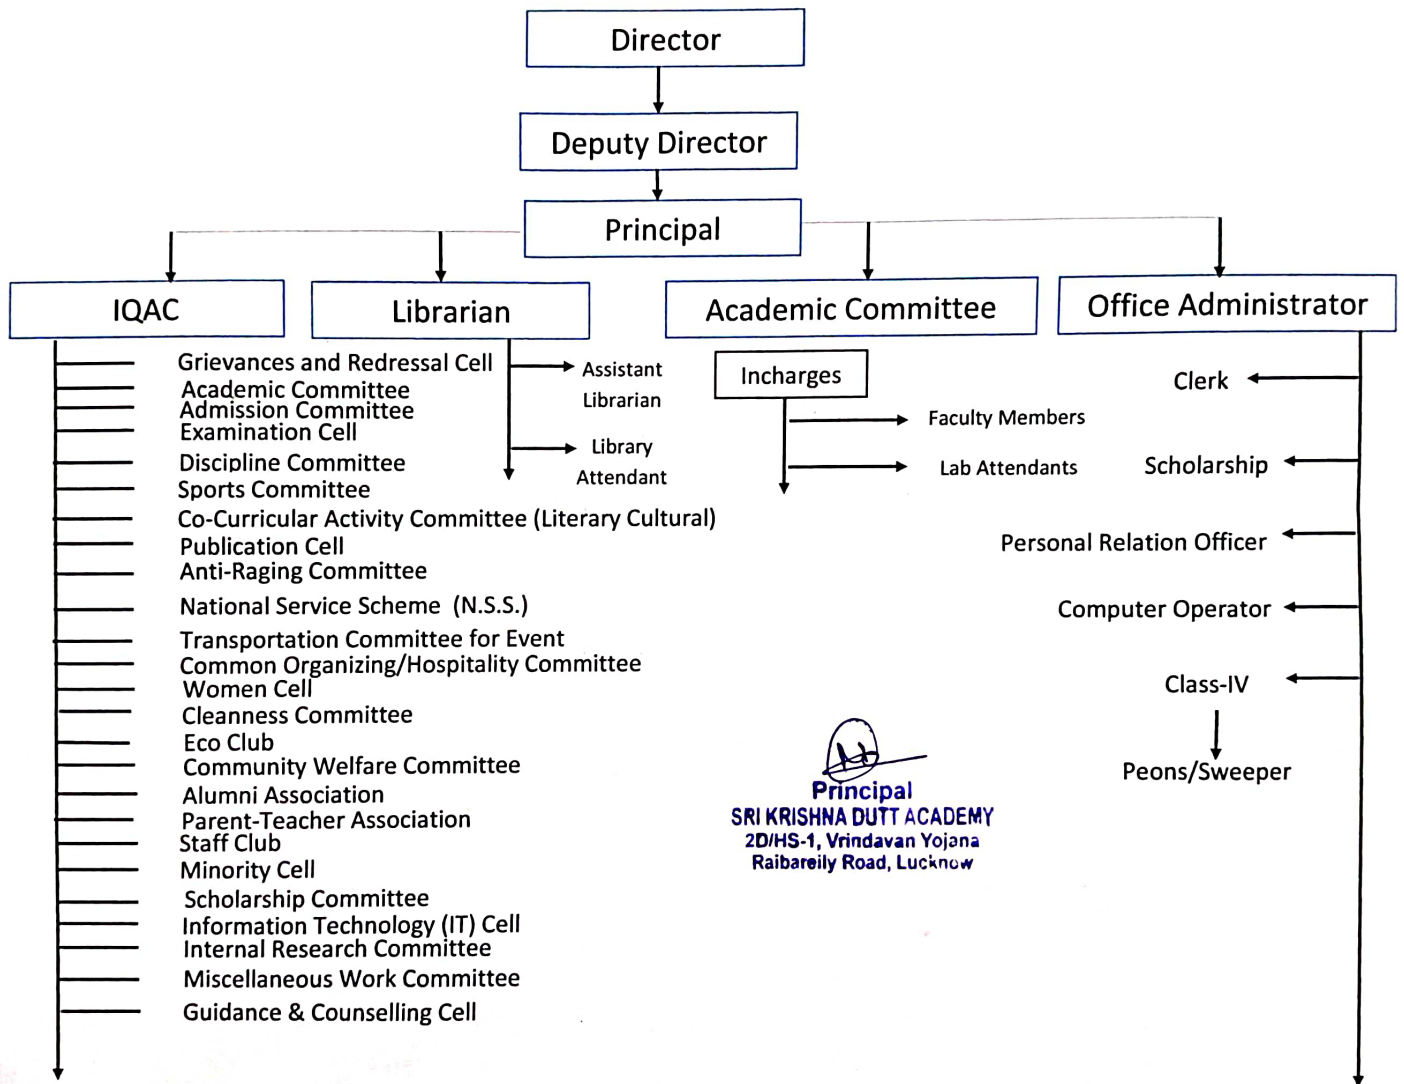 Director
Deputy Director
Principal
IQAC
Librarian
Academic Committee
Office Administrator
Grievances and Redressal Cell
Academic Committee
Admission Committee
Examination Cell
Discipline Committee
Sports Committee
Co-Curricular Activity Committee (Literary Cultural)
Publication Cell
Anti-Raging Committee
National Service Scheme (N.S.S.)
Transportation Committee for Event
Common Organizing/Hospitality Committee
Women Cell
Cleanness Committee
Eco Club
Community Welfare Committee
Alumni Association
Parent-Teacher Association
Staff Club
Minority Cell
Scholarship Committee
Information Technology (IT) Cell
Internal Research Committee
Miscellaneous Work Committee
Guidance & Counselling Cell
Assistant
Librarian
Library
Attendant
Incharges
Faculty Members
Lab Attendants
Clerk
Scholarship
Personal Relation Officer
Computer Operator
Class-IV
Peons/Sweeper
Principal
SRI KRISHNA DUTT ACADEMY
2D/HS-1, Vrindavan Yojana
Raibareily Road, Lucknow